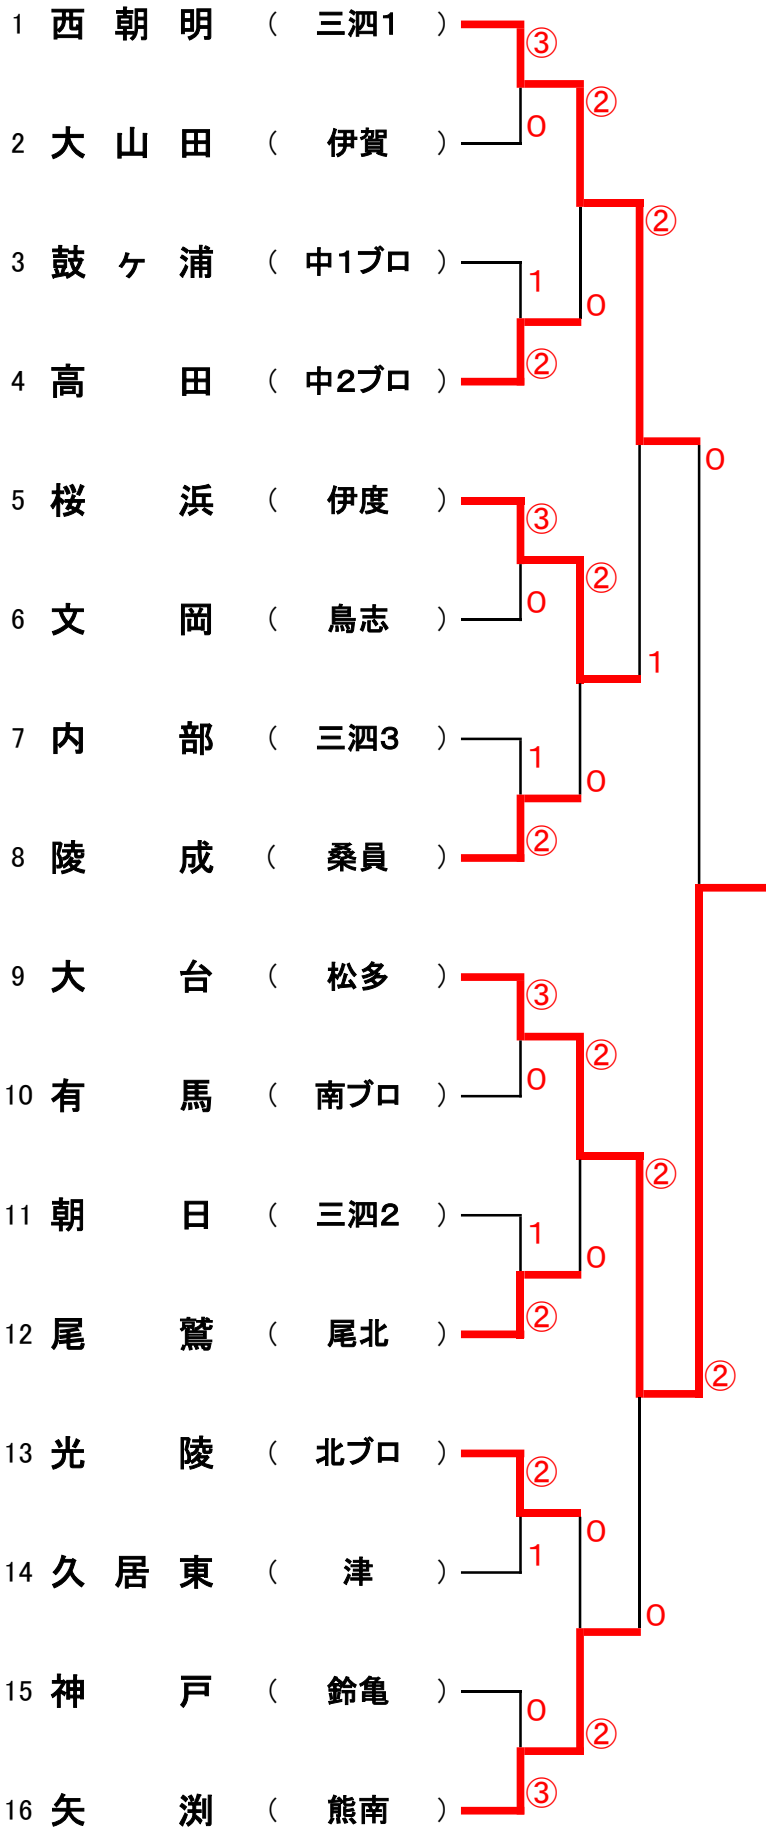 1 西朝明 ( 三泗1 ) ③
②
2 大山田 ( 伊賀 ) 0
②
3 鼓ヶ浦 ( 中1ブロ ) 1
0
4 高田 ( 中2ブロ ) ②
0
5 桜浜 ( 伊度 ) ③
②
6 文岡 ( 鳥志 ) 0
1
7 内部 ( 三泗3 ) 1
0
8 陵成 ( 桑員 ) ②
9 大台 ( 松多 ) ③
②
10 有馬 ( 南ブロ ) 0
②
11 朝日 ( 三泗2 ) 1
0
12 尾鷲 ( 尾北 ) ②
②
13 光陵 ( 北ブロ ) ②
0
14 久居東 ( 津 ) 1
0
15 神戸 ( 鈴亀 ) 0
②
16 矢渕 ( 熊南 ) ③